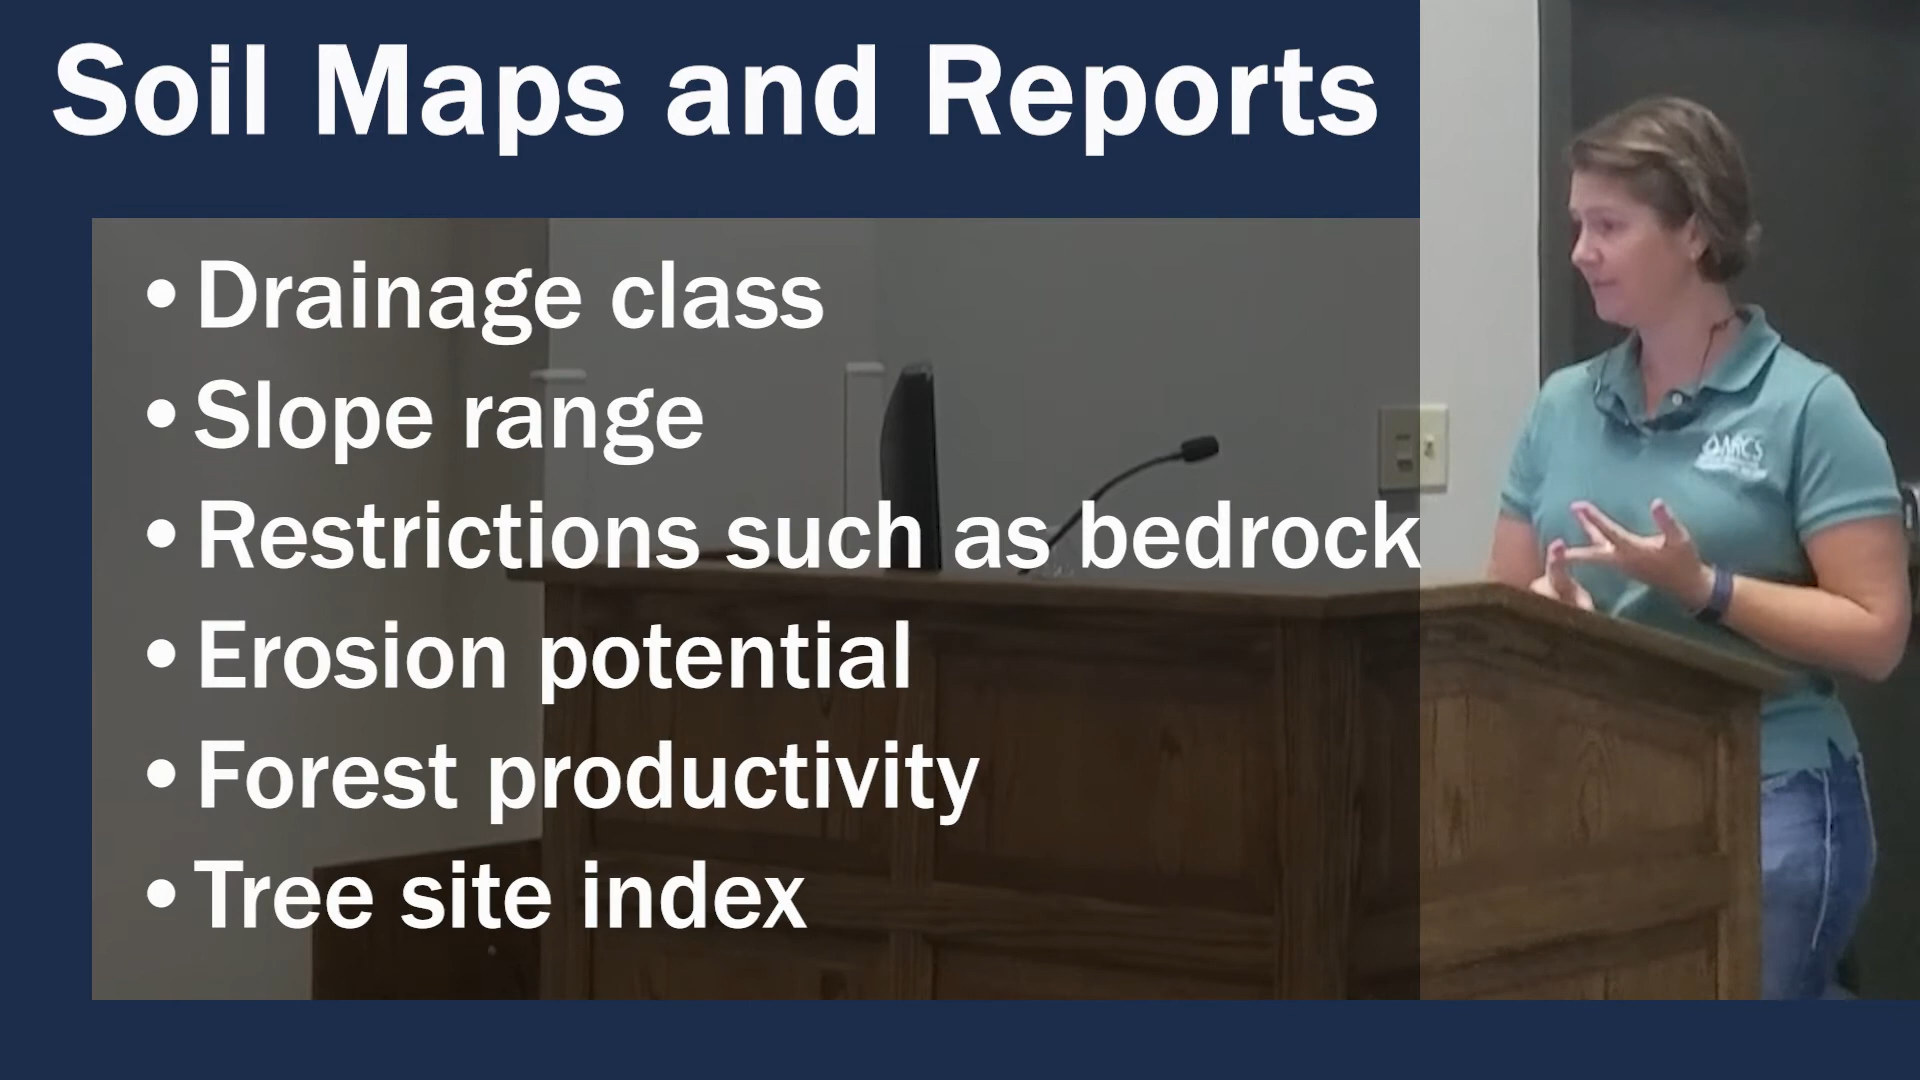 Soil Maps and Reports
• Drainage class
• Slope range
• Restrictions such as bedrock
• Erosion potential
• Forest productivity
• Tree site index
NRCS